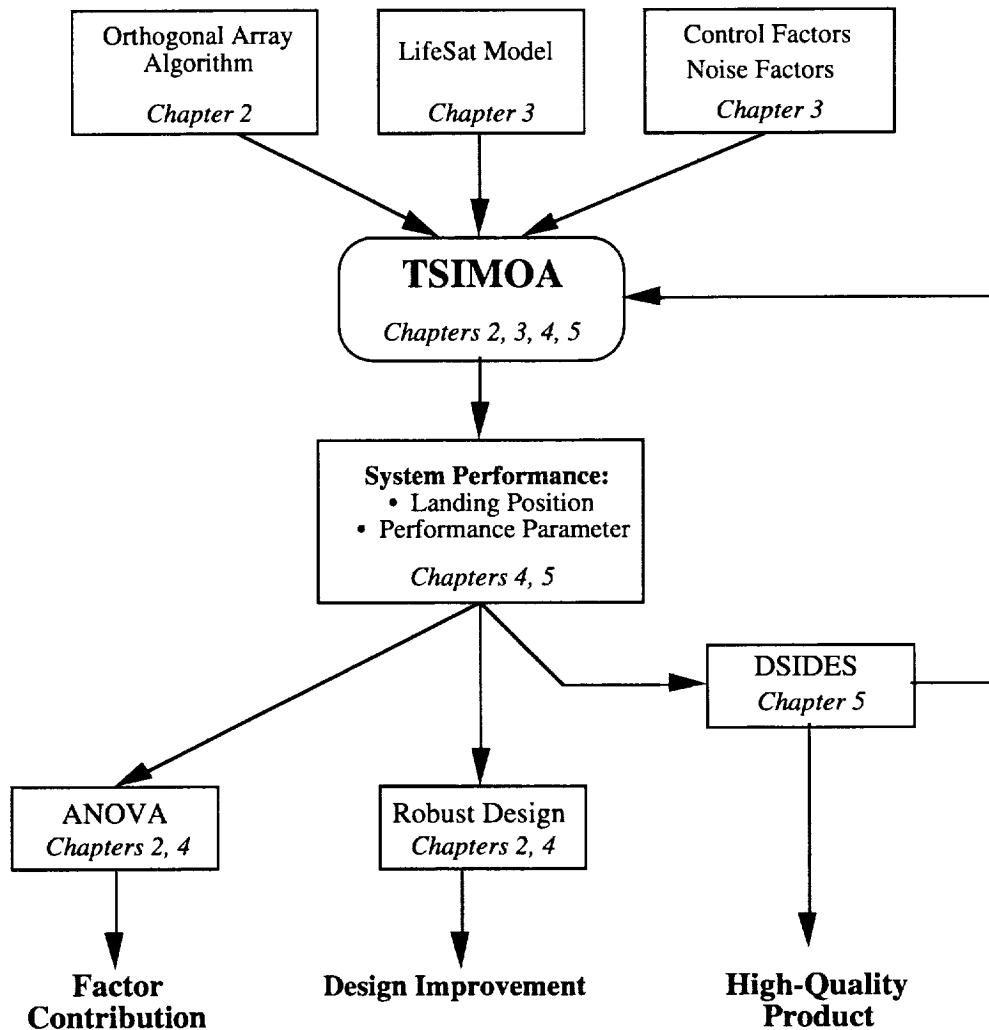 Orthogonal Array
Algorithm
Chapter 2
LifeSat Model
Chapter 3
Control Factors
Noise Factors
Chapter 3
TSIMOA
Chapters 2, 3, 4, 5
System Performance:
• Landing Position
• Performance Parameter
Chapters 4, 5
DSIDES
Chapter 5
ANOVA
Chapters 2, 4
Robust Design
Chapters 2, 4
Factor
Contribution
Design Improvement
High-Quality
Product